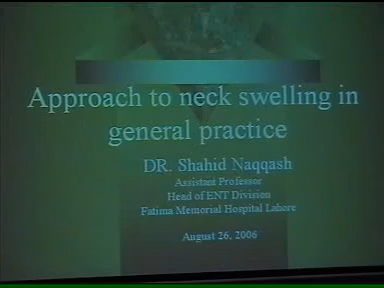 Approach to neck swelling in
general practice
DR. Shahid Naqqash
Assistant Professor
Head of ENT Division
Fatima Memorial Hospital Lahore
August 26, 2006